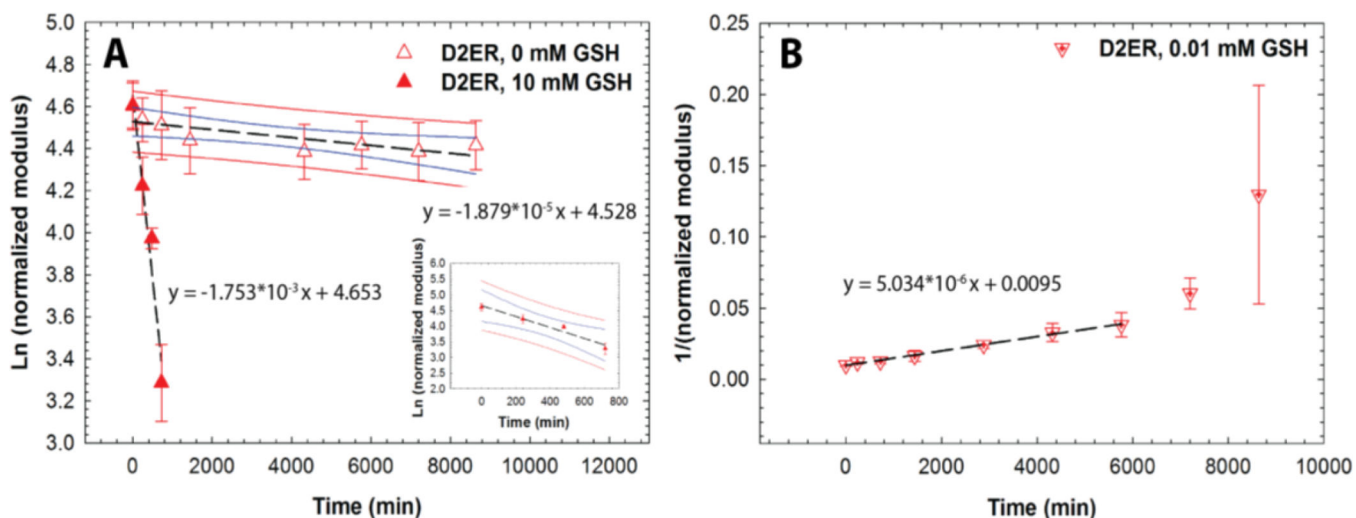 A
D2ER, 0 mM GSH
D2ER, 10 mM GSH
Ln (normalized modulus)
5.0
4.8
4.6
4.4
4.2
4.0
3.8
3.6
3.4
3.2
3.0
y = -1.879*10⁻⁵x + 4.528
y = -1.753*10⁻³x + 4.653
Ln (normalized modulus)
6.0
5.5
5.0
4.5
4.0
3.5
3.0
2.5
2.0
0 200 400 600 800
Time (min)
0 2000 4000 6000 8000 10000 12000
Time (min)
B
D2ER, 0.01 mM GSH
1/(normalized modulus)
0.25
0.20
0.15
0.10
0.05
0.00
y = 5.034*10⁻⁶x + 0.0095
0 2000 4000 6000 8000 10000
Time (min)